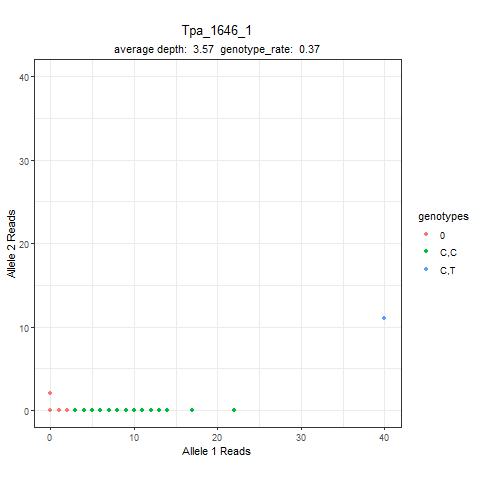 Tpa_1646_1
average depth: 3.57 genotype_rate: 0.37
40
30
20
10
0
Allele 2 Reads
0 10 20 30 40
Allele 1 Reads
genotypes
0
C,C
C,T